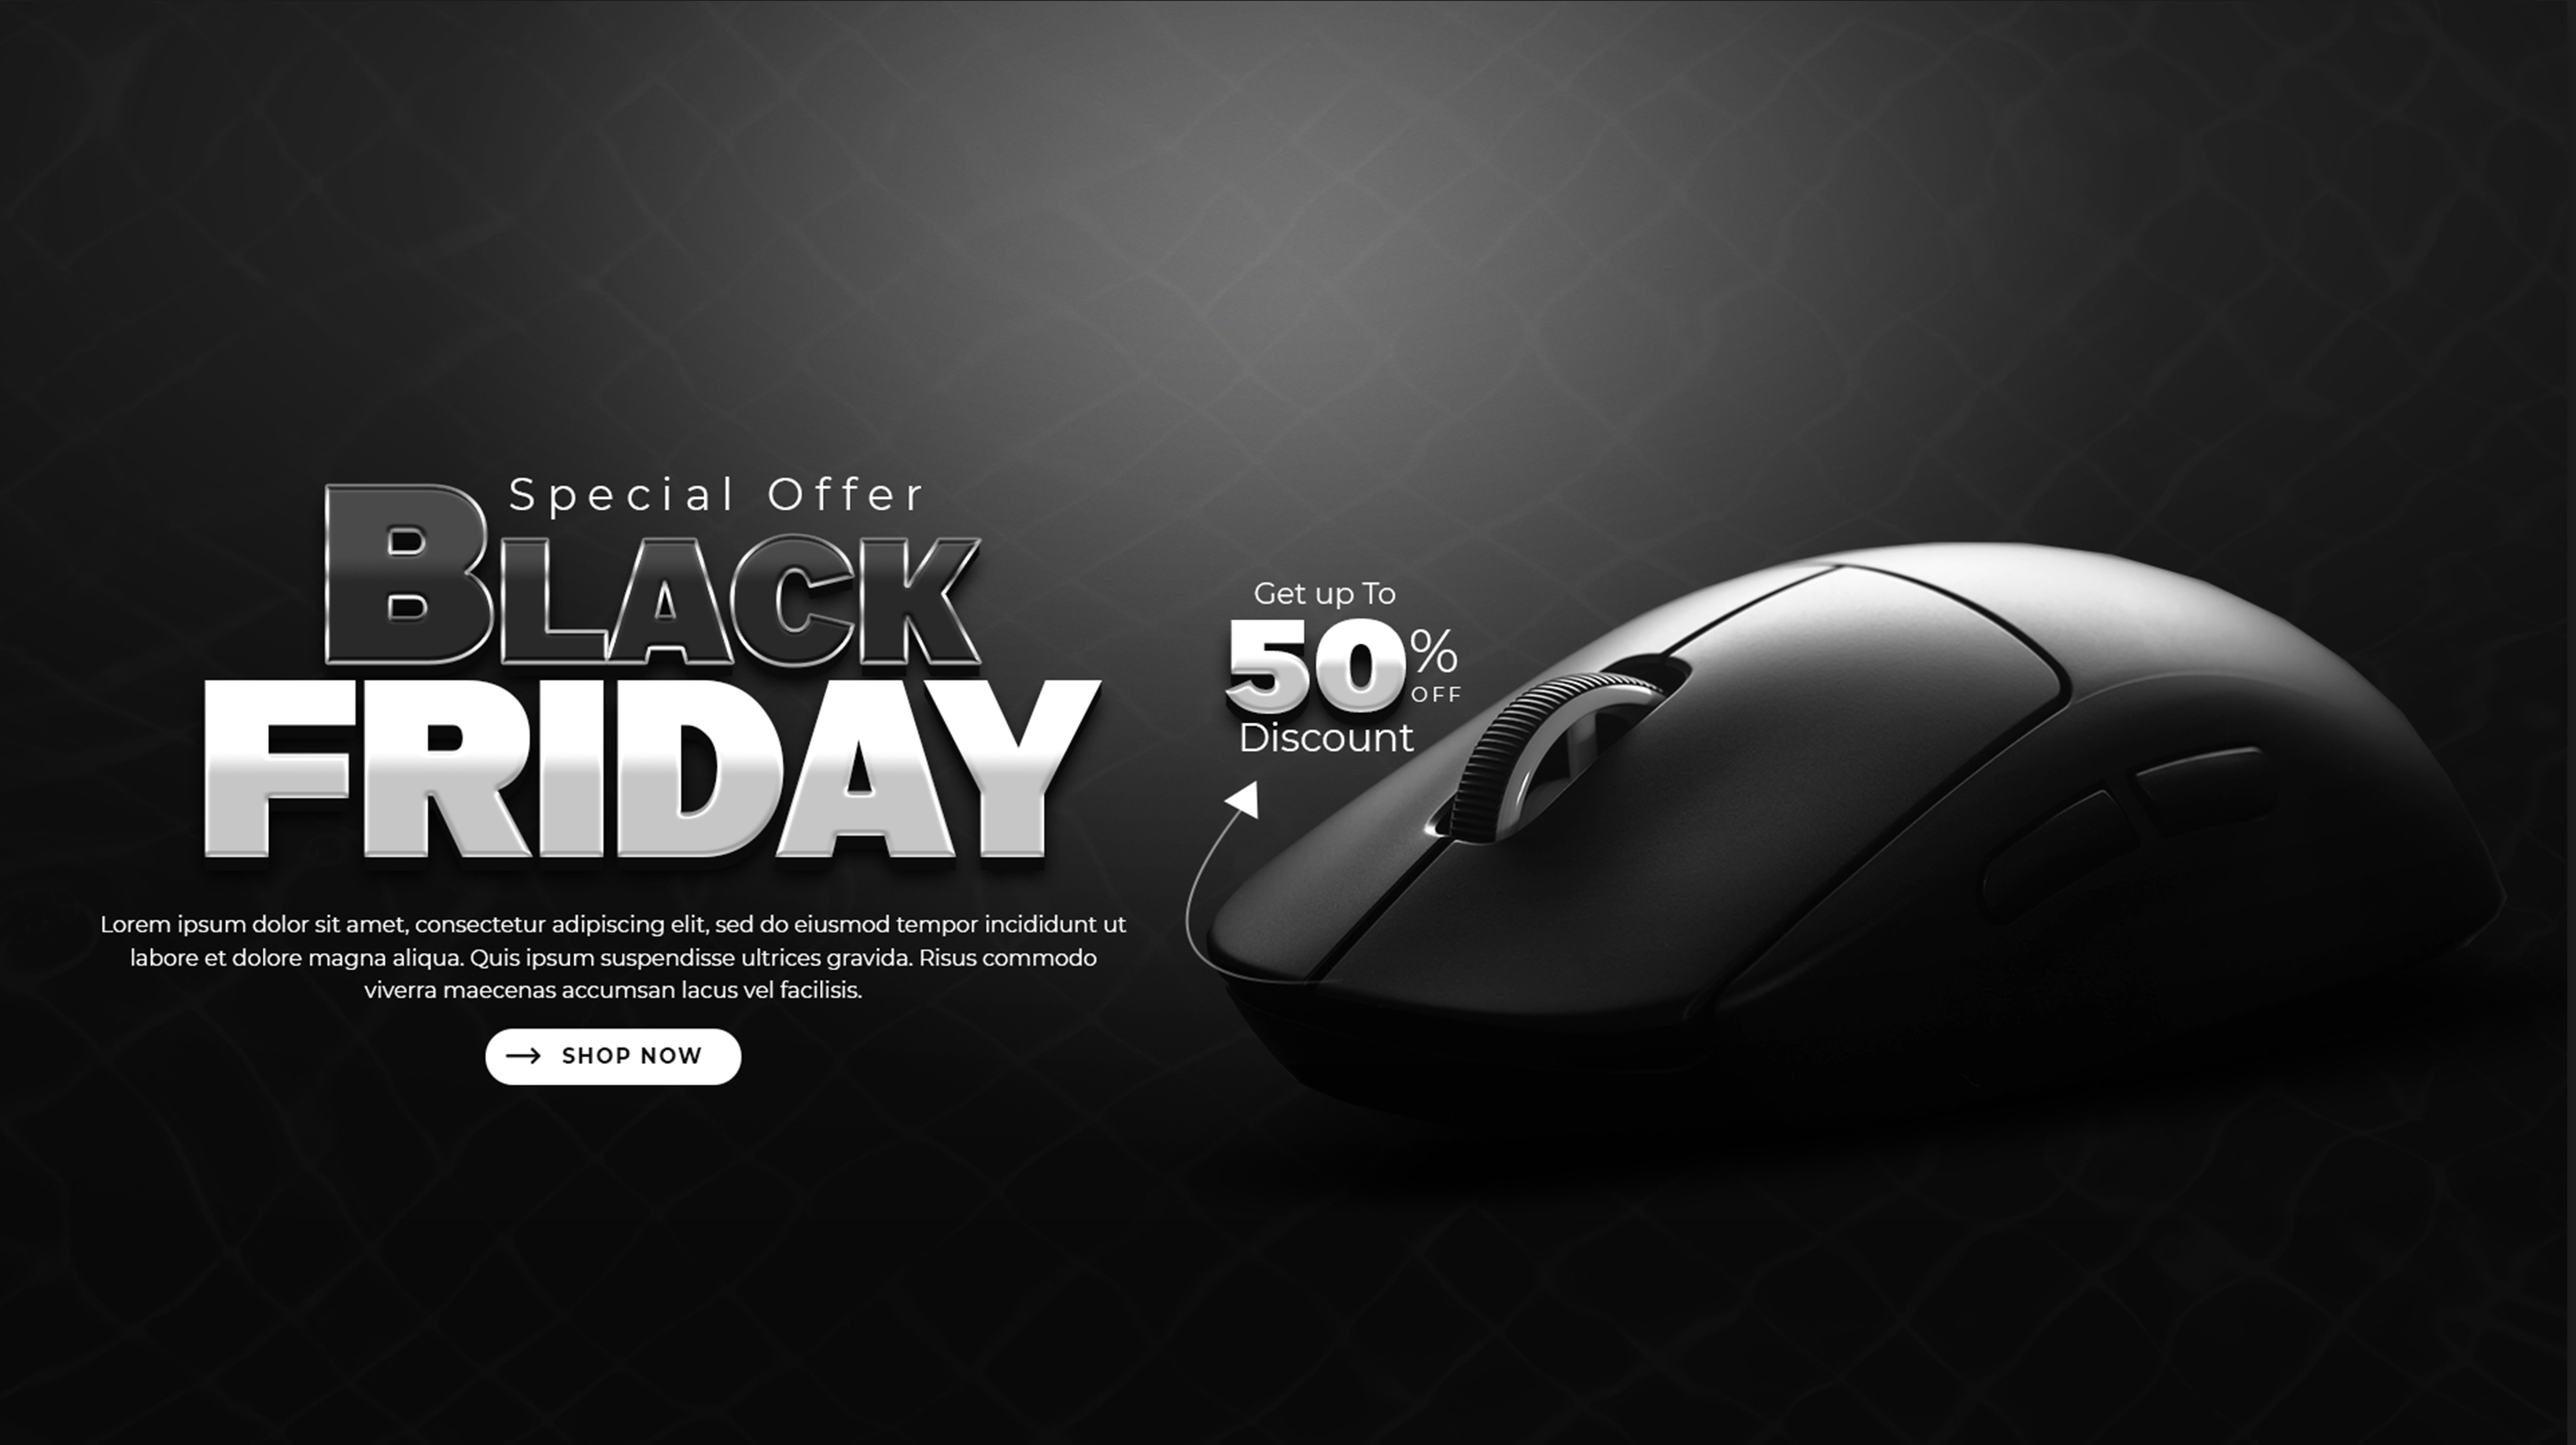 Special Offer
BLACK
FRIDAY
Lorem ipsum dolor sit amet, consectetur adipiscing elit, sed do eiusmod tempor incididunt ut
labore et dolore magna aliqua. Quis ipsum suspendisse ultrices gravida. Risus commodo
viverra maecenas accumsan lacus vel facilisis.
SHOP NOW
Get up To
50%
OFF
Discount